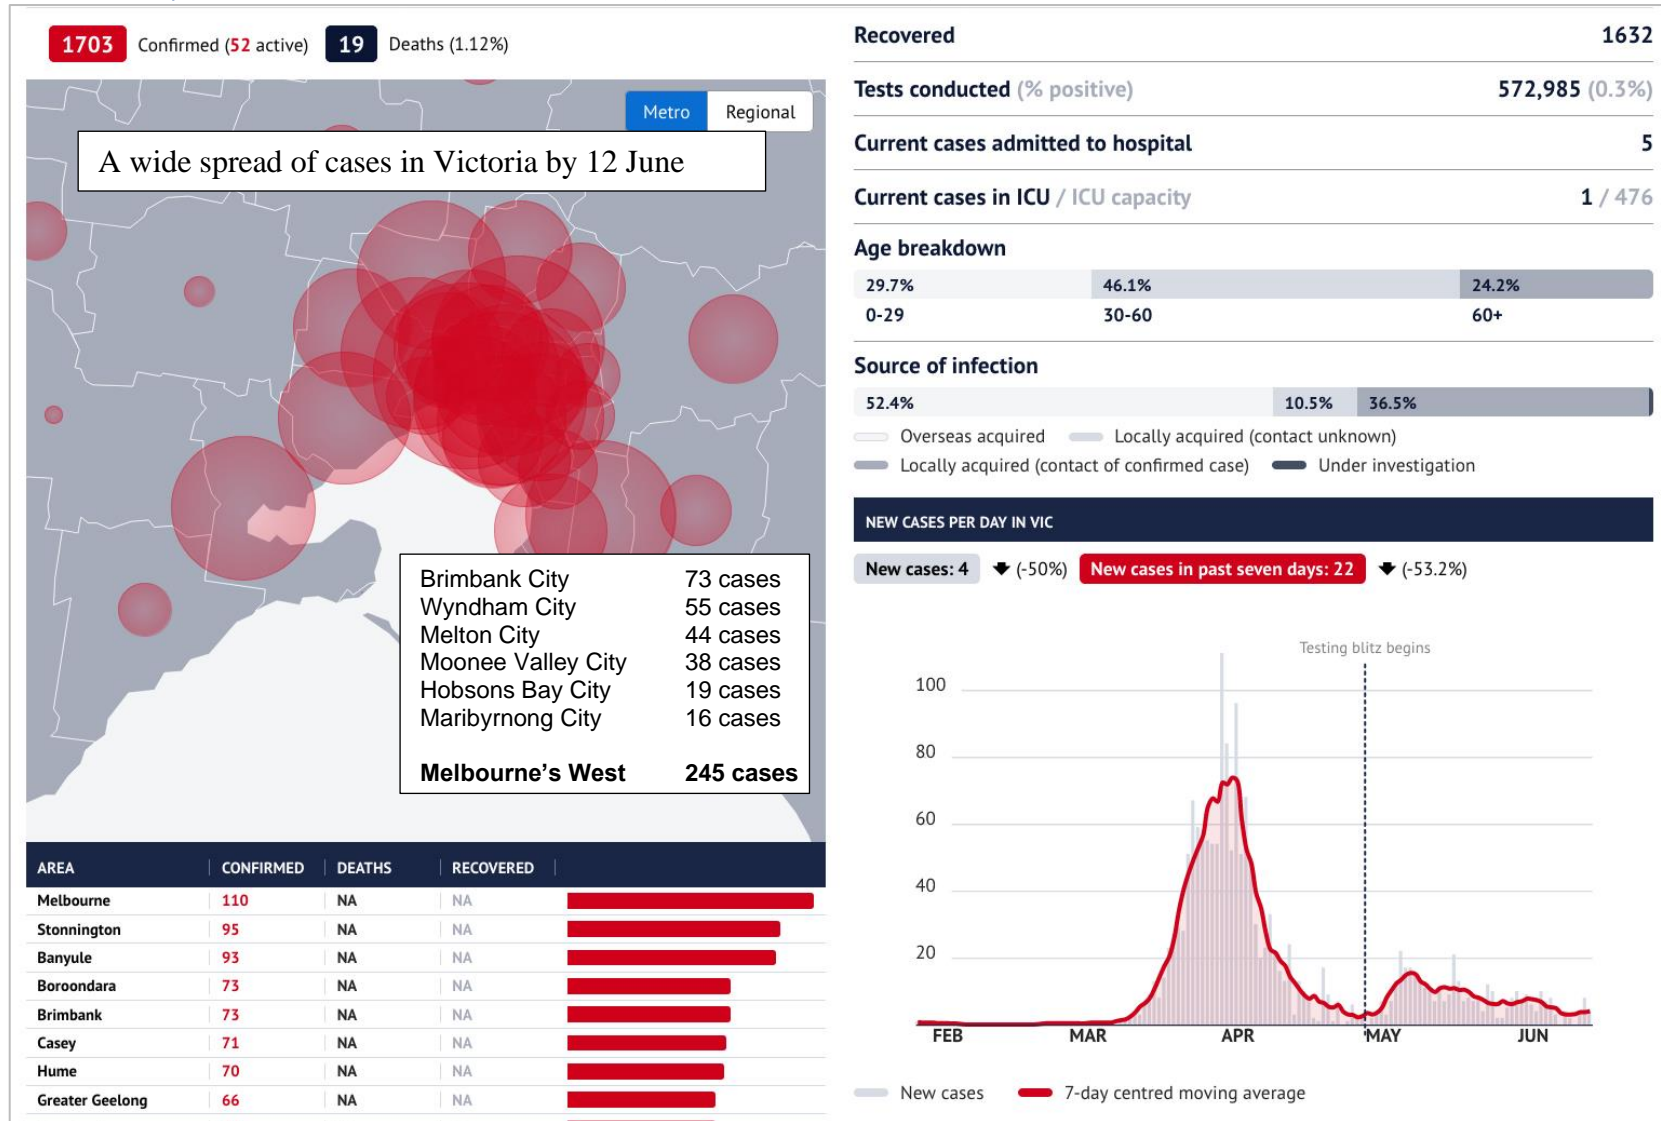 1703 Confirmed (52 active) 19 Deaths (1.12%)
Metro Regional
A wide spread of cases in Victoria by 12 June
Brimbank City 73 cases
Wyndham City 55 cases
Melton City 44 cases
Moonee Valley City 38 cases
Hobsons Bay City 19 cases
Maribyrnong City 16 cases
Melbourne’s West 245 cases
AREA CONFIRMED DEATHS RECOVERED
Melbourne 110 NA NA
Stonnington 95 NA NA
Banyule 93 NA NA
Boroondara 73 NA NA
Brimbank 73 NA NA
Casey 71 NA NA
Hume 70 NA NA
Greater Geelong 66 NA NA
Recovered 1632
Tests conducted (% positive) 572,985 (0.3%)
Current cases admitted to hospital 5
Current cases in ICU / ICU capacity 1 / 476
Age breakdown
29.7% 46.1% 24.2%
0-29 30-60 60+
Source of infection
52.4% 10.5% 36.5%
Overseas acquired Locally acquired (contact unknown)
Locally acquired (contact of confirmed case) Under investigation
NEW CASES PER DAY IN VIC
New cases: 4 (-50%) New cases in past seven days: 22 (-53.2%)
Testing blitz begins
100
80
60
40
20
FEB MAR APR MAY JUN
New cases 7-day centred moving average